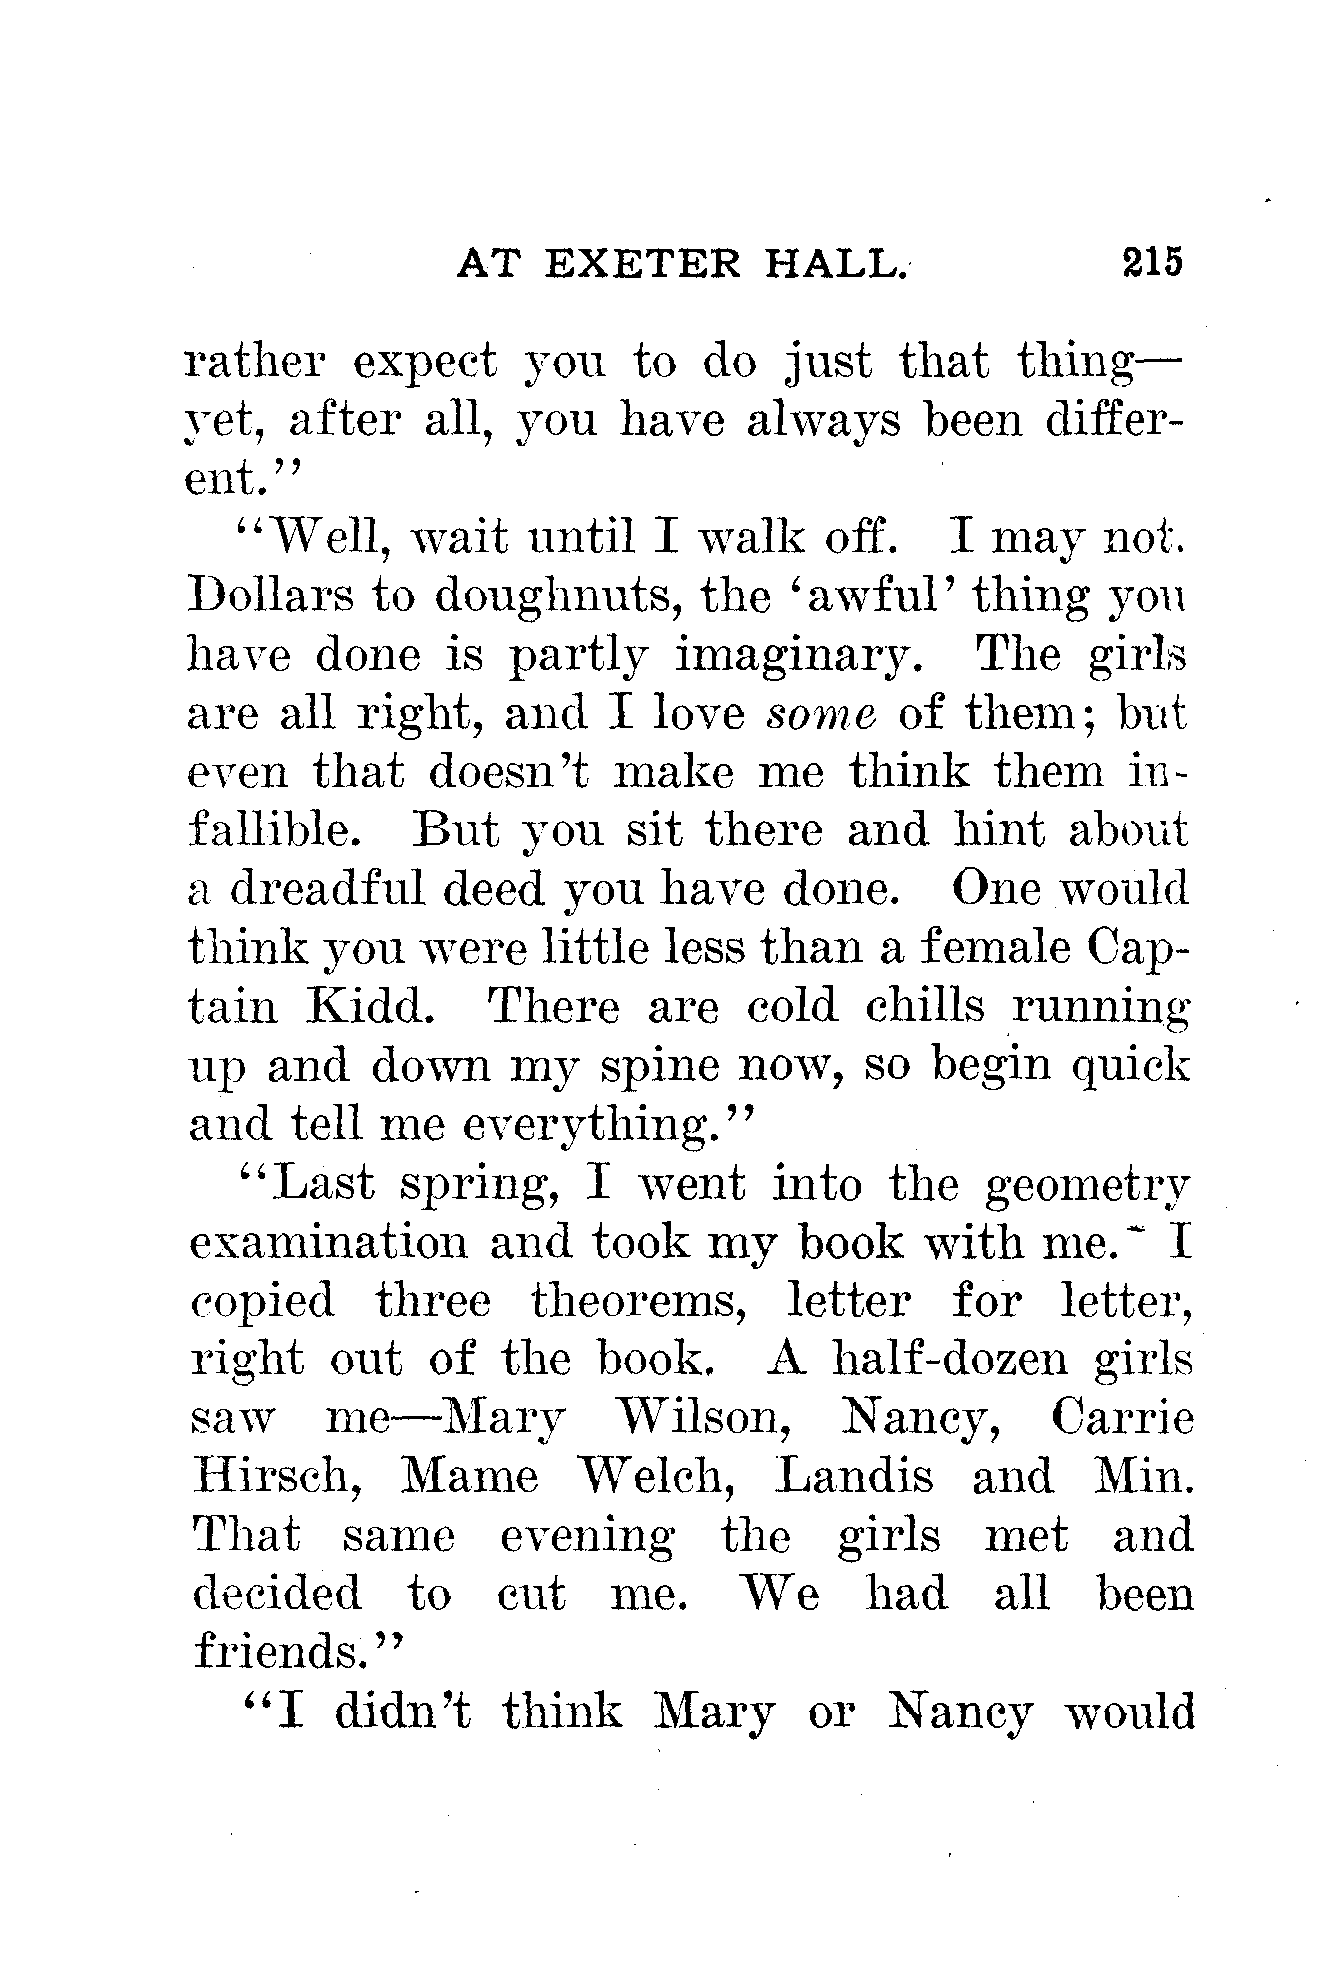 AT EXETER HALL. 215
rather expect you to do just that thing—
yet, after all, you have always been differ-
ent."
"Well, wait until I walk off. I may not.
Dollars to doughnuts, the 'awful' thing you
have done is partly imaginary. The girls
are all right, and I love some of them; but
even that doesn't make me think them in-
fallible. But you sit there and hint about
a dreadful deed you have done. One would
think you were little less than a female Cap-
tain Kidd. There are cold chills running
up and down my spine now, so begin quick
and tell me everything."
"Last spring, I went into the geometry
examination and took my book with me. I
copied three theorems, letter for letter,
right out of the book. A half-dozen girls
saw me—Mary Wilson, Nancy, Carrie
Hirsch, Mame Welch, Landis and Min.
That same evening the girls met and
decided to cut me. We had all been
friends."
"I didn't think Mary or Nancy would